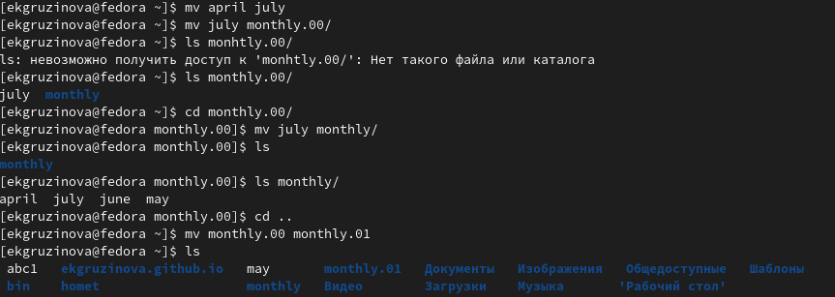 [ekgruzinova@fedora ~]$ mv april july
[ekgruzinova@fedora ~]$ mv july monthly.00/
[ekgruzinova@fedora ~]$ ls monhtly.00/
ls: невозможно получить доступ к 'monhtly.00/': Нет такого файла или каталога
[ekgruzinova@fedora ~]$ ls monthly.00/
july  monthly
[ekgruzinova@fedora ~]$ cd monthly.00/
[ekgruzinova@fedora monthly.00]$ mv july monthly/
[ekgruzinova@fedora monthly.00]$ ls
monthly
[ekgruzinova@fedora monthly.00]$ ls monthly/
april  july  june  may
[ekgruzinova@fedora monthly.00]$ cd ..
[ekgruzinova@fedora ~]$ mv monthly.00 monthly.01
[ekgruzinova@fedora ~]$ ls
abc1  ekgruzinova.github.io  may  monthly.01  Документы  Изображения  Общедоступные  Шаблоны
bin  homet  monthly  Видео  Загрузки  Музыка  'Рабочий стол'